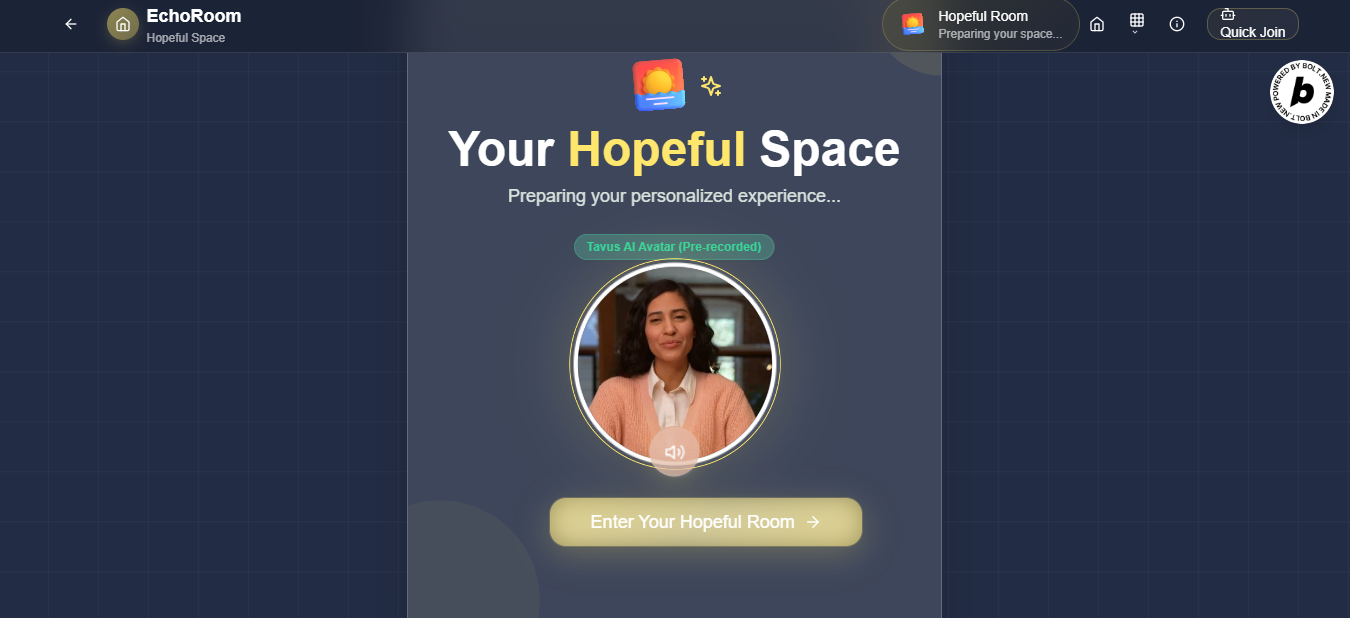 EchoRoom
Hopeful Space
Hopeful Room
Preparing your space...
Quick Join
POWERED BY BOLT.NEW MADE IN BOLT.NEW
b
Your Hopeful Space
Preparing your personalized experience...
Tavus AI Avatar (Pre-recorded)
Enter Your Hopeful Room